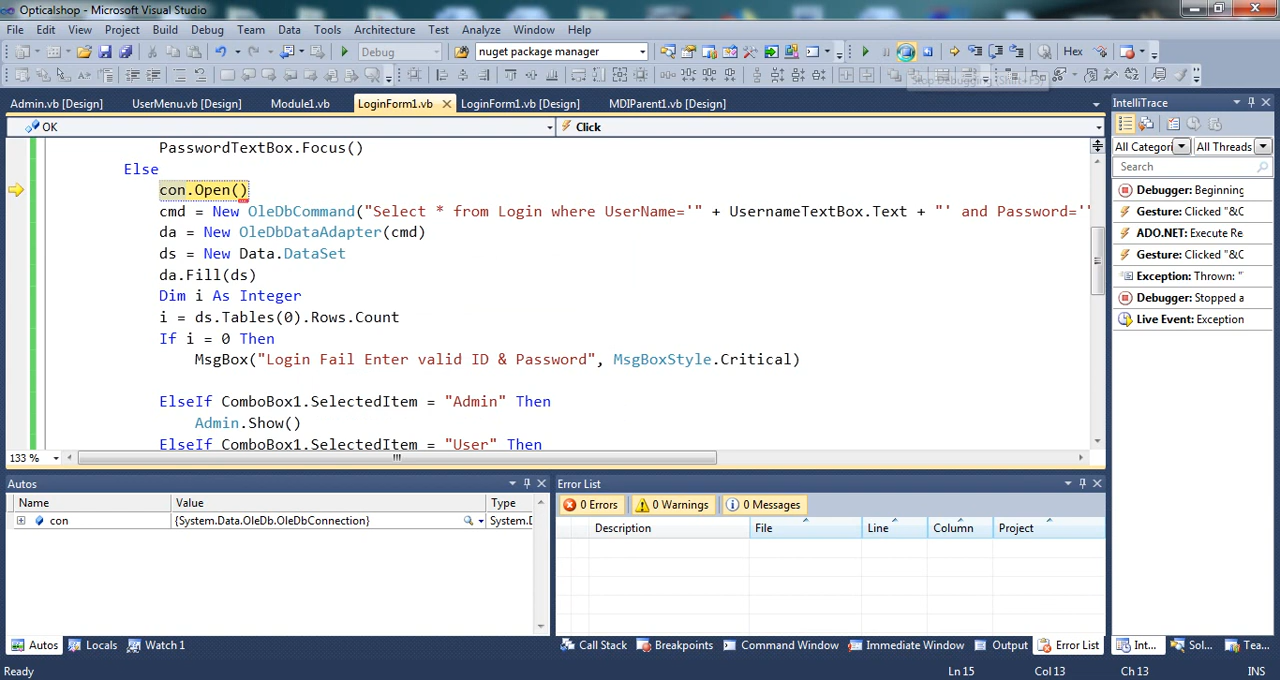 Opticalshop - Microsoft Visual Studio
File Edit View Project Build Debug Team Data Tools Architecture Test Analyze Window Help
Debug nuget package manager Hex
Stop Debugging (Shift+F5)
Admin.vb [Design] UserMenu.vb [Design] Module1.vb LoginForm1.vb LoginForm1.vb [Design] MDIParent1.vb [Design]
OK Click
PasswordTextBox.Focus()
Else
con.Open()
cmd = New OleDbCommand("Select * from Login where UserName='" + UsernameTextBox.Text + "' and Password='"
da = New OleDbDataAdapter(cmd)
ds = New Data.DataSet
da.Fill(ds)
Dim i As Integer
i = ds.Tables(0).Rows.Count
If i = 0 Then
MsgBox("Login Fail Enter valid ID & Password", MsgBoxStyle.Critical)
ElseIf ComboBox1.SelectedItem = "Admin" Then
Admin.Show()
ElseIf ComboBox1.SelectedItem = "User" Then
133 %
IntelliTrace
All Categori All Threads
Search
Debugger: Beginning
Gesture: Clicked "&C
ADO.NET: Execute Re
Gesture: Clicked "&C
Exception: Thrown: "
Debugger: Stopped a
Live Event: Exception
Autos
Name Value Type
con {System.Data.OleDb.OleDbConnection} System.D
Autos Locals Watch 1
Error List
0 Errors 0 Warnings 0 Messages
Description File Line Column Project
Call Stack Breakpoints Command Window Immediate Window Output Error List
Int... Sol... Tea...
Ready Ln 15 Col 13 Ch 13 INS